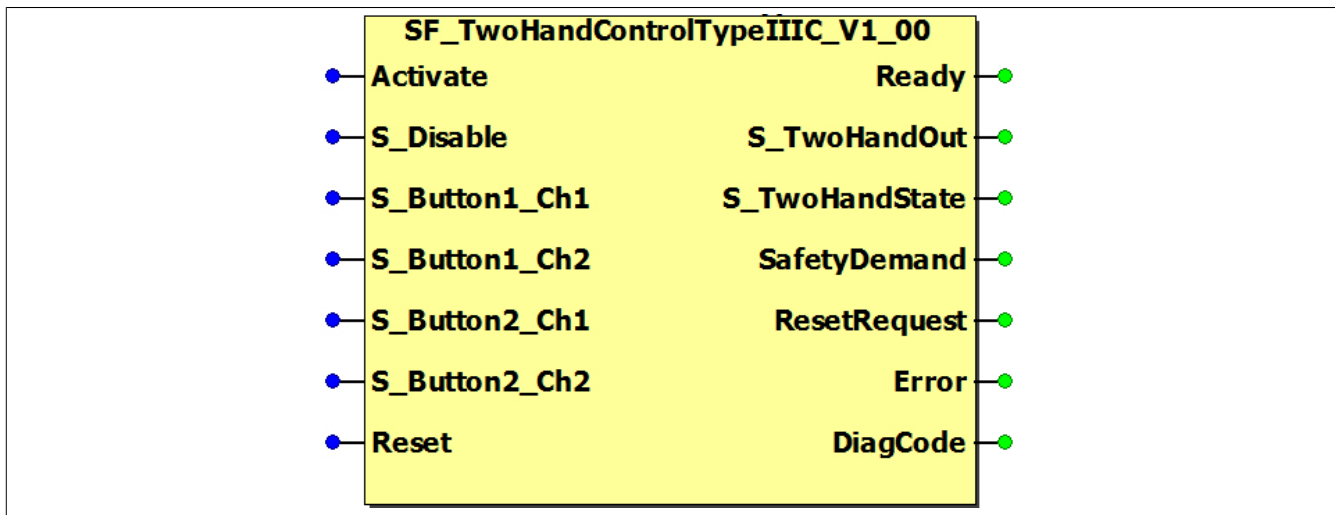 SF_TwoHandControlTypeIIIC_V1_00
Activate Ready
S_Disable S_TwoHandOut
S_Button1_Ch1 S_TwoHandState
S_Button1_Ch2 SafetyDemand
S_Button2_Ch1 ResetRequest
S_Button2_Ch2 Error
Reset DiagCode